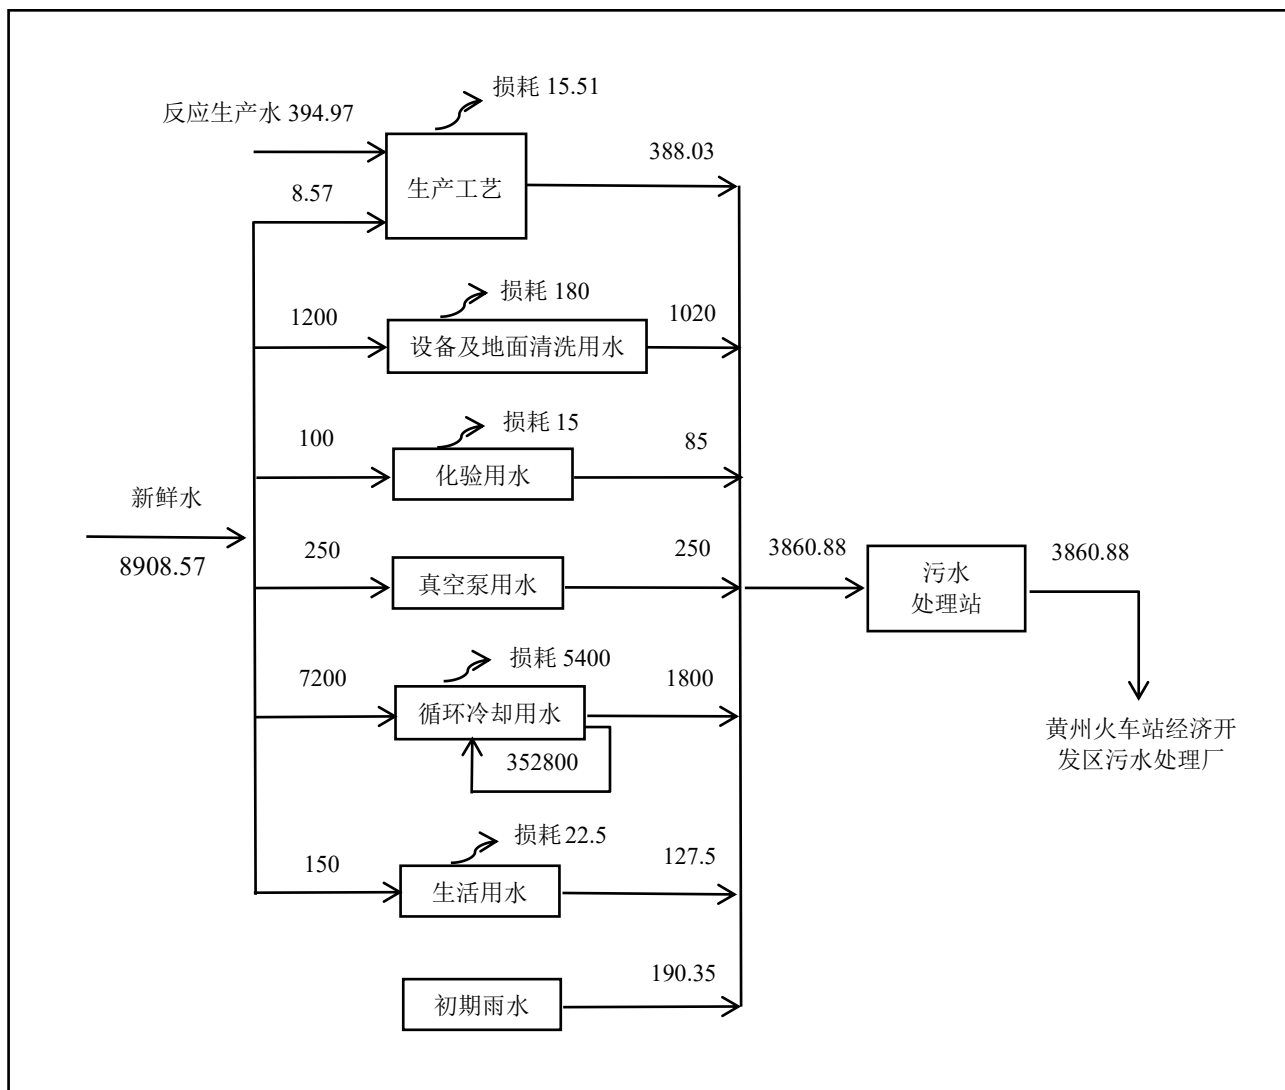 损耗 15.51
反应生产水 394.97
388.03
生产工艺
8.57
损耗 180
1200
1020
设备及地面清洗用水
损耗 15
100
85
化验用水
新鲜水
8908.57
250
250
真空泵用水
3860.88
污水
处理站
3860.88
损耗 5400
7200
1800
循环冷却用水
352800
黄州火车站经济开
发区污水处理厂
损耗 22.5
150
127.5
生活用水
190.35
初期雨水